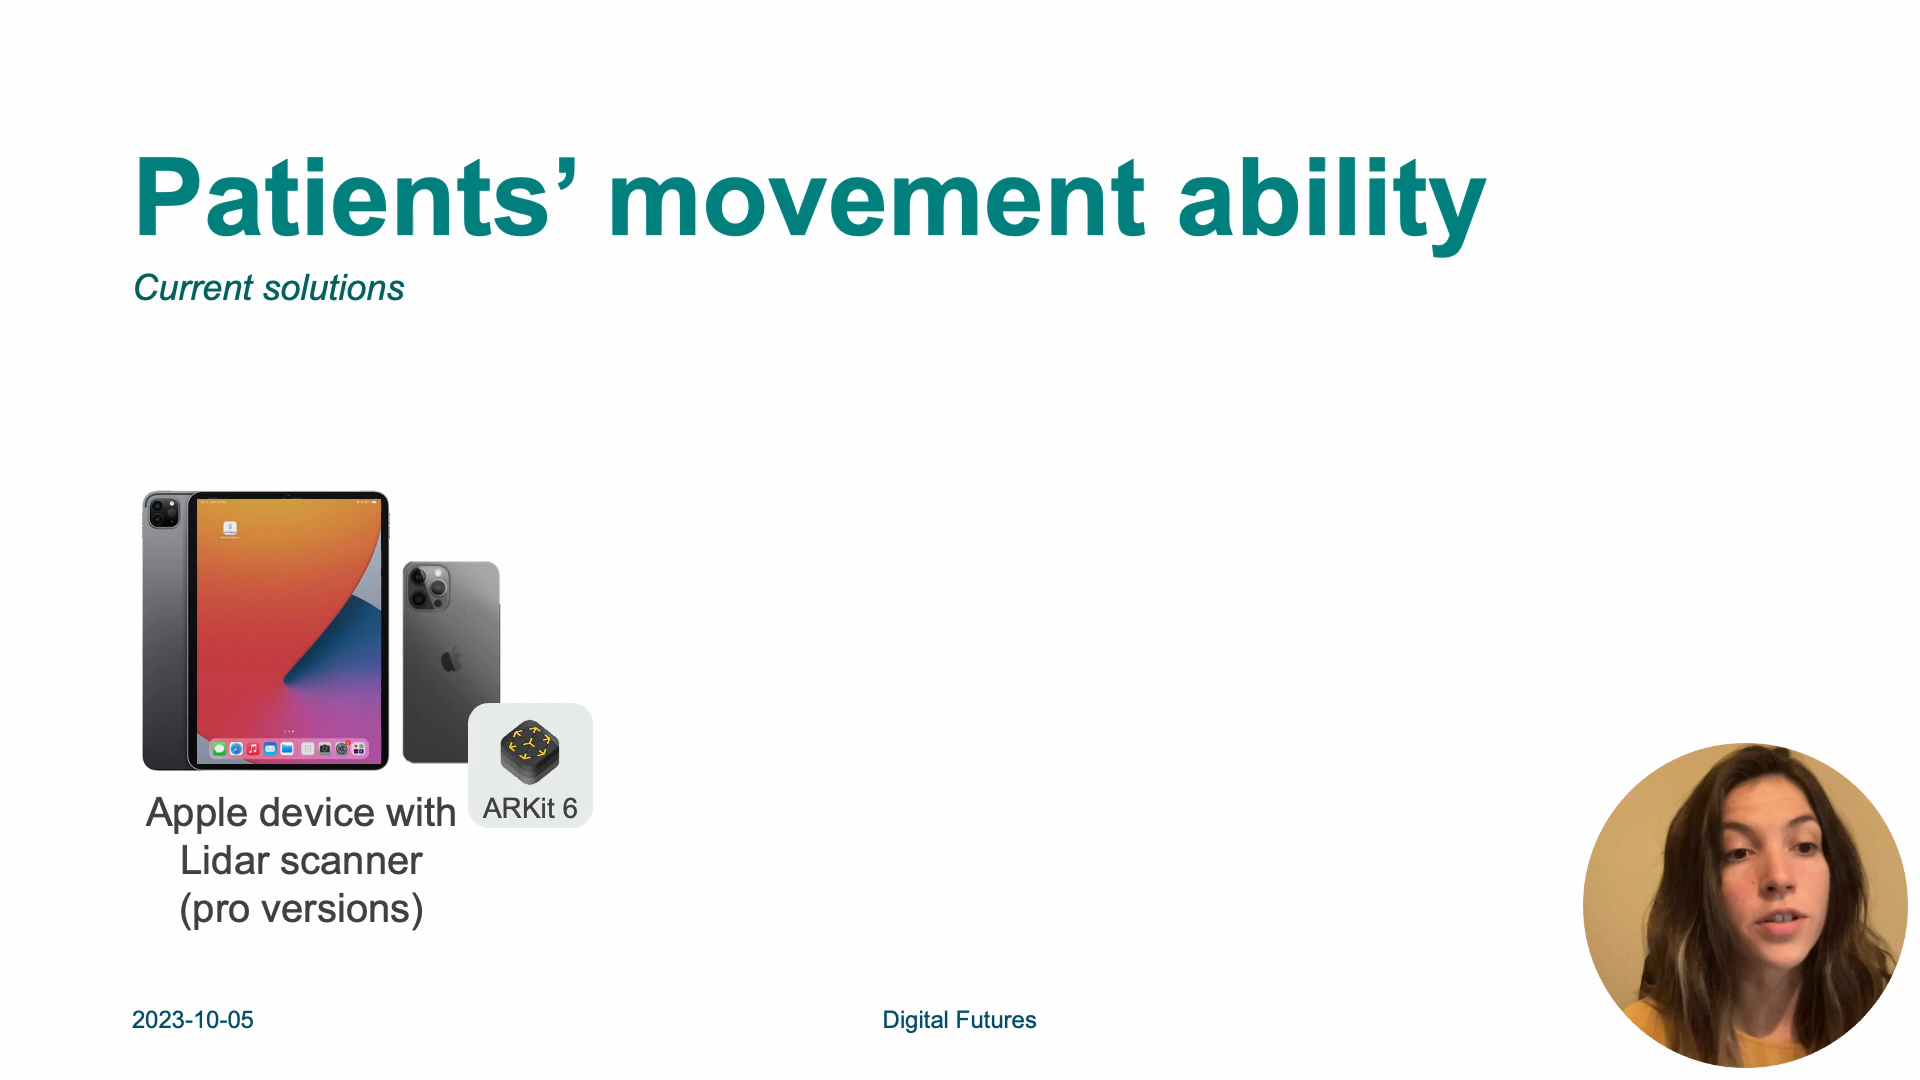 Patients’ movement ability
Current solutions
ARKit 6
Apple device with
Lidar scanner
(pro versions)
2023-10-05
Digital Futures